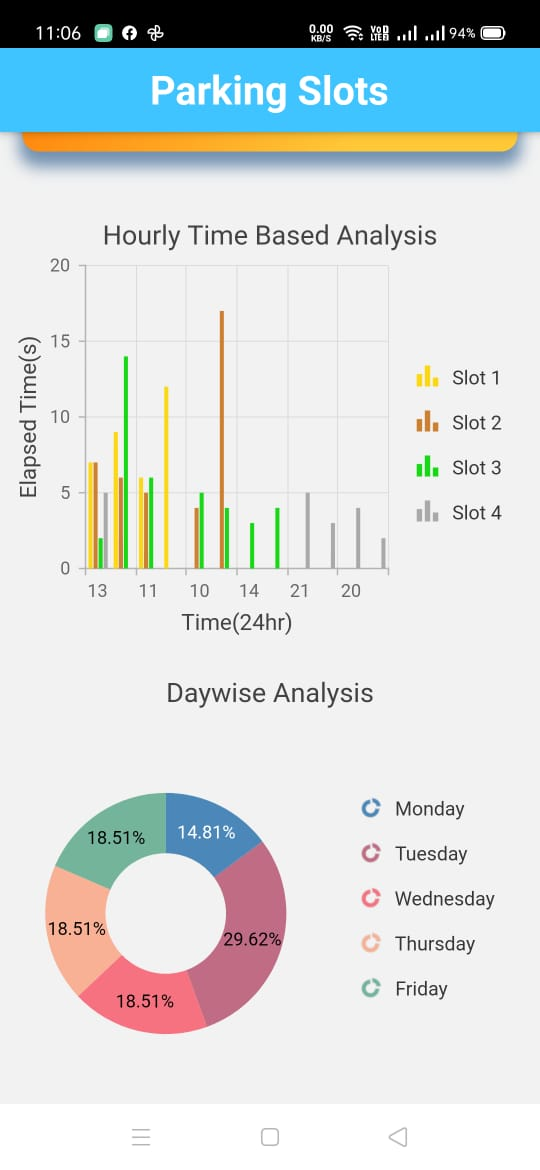 11:06 0.00 KB/S VoD LTE 94%
Parking Slots
Hourly Time Based Analysis
20
15
10
5
0
Elapsed Time(s)
13 11 10 14 21 20
Time(24hr)
Slot 1
Slot 2
Slot 3
Slot 4
Daywise Analysis
18.51% 14.81%
18.51% 29.62%
18.51%
Monday
Tuesday
Wednesday
Thursday
Friday